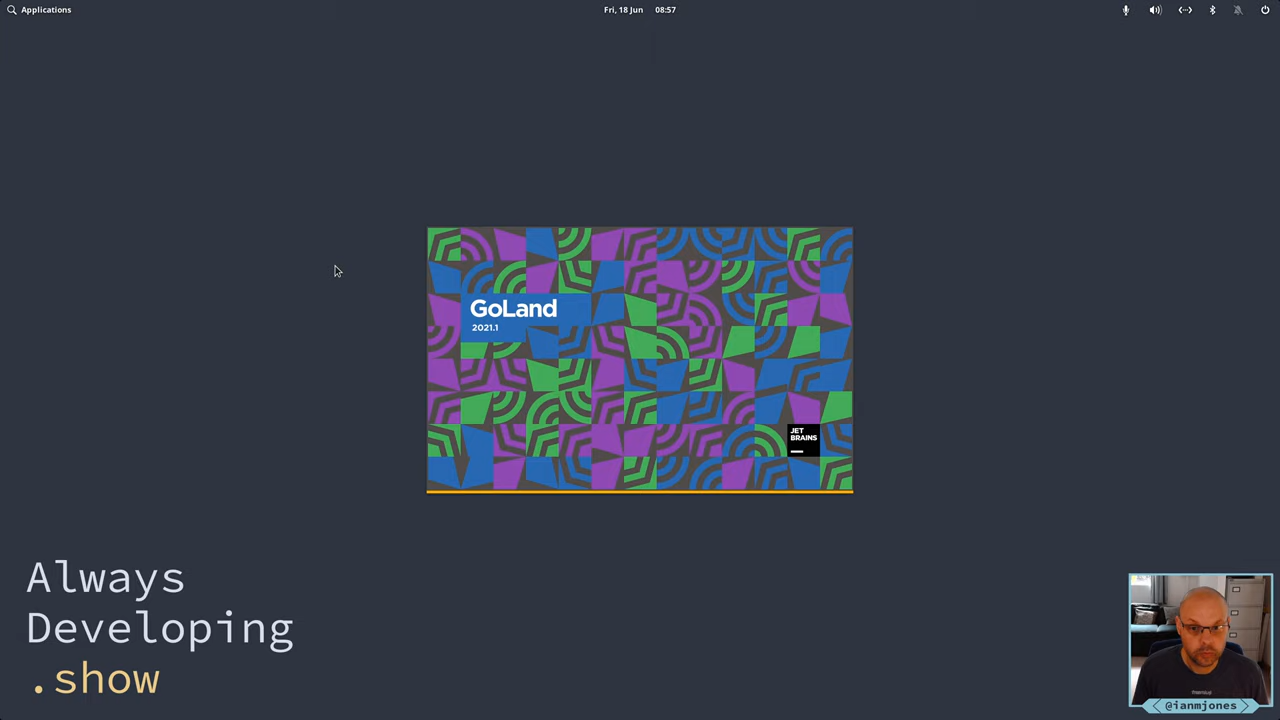 Applications
Fri, 18 Jun 08:57
GoLand
2021.1
JET
BRAINS
Always
Developing
.show
@ianmjones